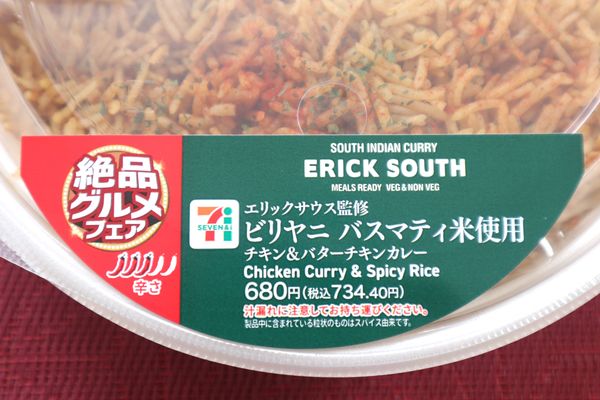 絶品
グルメ
フェア
辛さ
SOUTH INDIAN CURRY
ERICK SOUTH
MEALS READY VEG & NON VEG
7
SEVEN&i
エリックサウス監修
ビリヤニ バスマティ米使用
チキン&バターチキンカレー
Chicken Curry & Spicy Rice
680円(税込734.40円)
汁漏れに注意してお持ち運びください。
製品中に含まれている粒状のものはスパイス由来です。